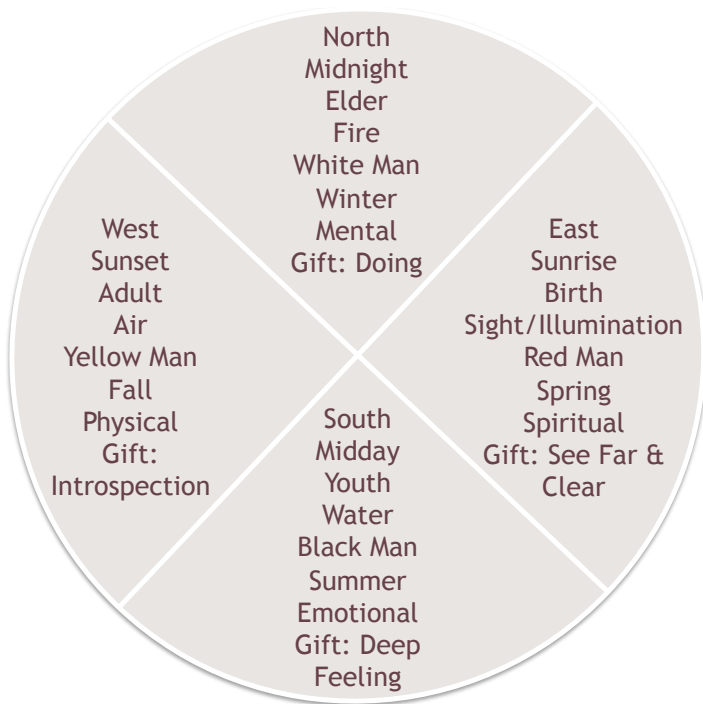 North
Midnight
Elder
Fire
White Man
Winter
Mental
Gift: Doing
West
Sunset
Adult
Air
Yellow Man
Fall
Physical
Gift:
Introspection
East
Sunrise
Birth
Sight/Illumination
Red Man
Spring
Spiritual
Gift: See Far &
Clear
South
Midday
Youth
Water
Black Man
Summer
Emotional
Gift: Deep
Feeling